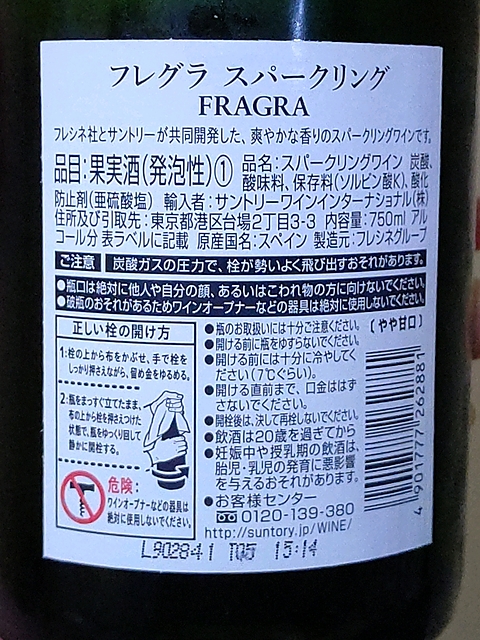 フレグラ スパークリング
FRAGRA
フレシネ社とサントリーが共同開発した、爽やかな香りのスパークリングワインです。
品目:果実酒(発泡性)① 品名:スパークリングワイン 炭酸、
酸味料、保存料(ソルビン酸K)、酸化
防止剤(亜硫酸塩) 輸入者:サントリーワインインターナショナル(株)
住所及び引取先:東京都港区台場2丁目3-3 内容量:750ml アル
コール分 表ラベルに記載 原産国名:スペイン 製造元:フレシネグループ
ご注意 炭酸ガスの圧力で、栓が勢いよく飛び出すおそれがあります。
●瓶口は絶対に他人や自分の顔、あるいはこわれ物の方に向けないでください。
●破瓶のおそれがあるためワインオープナーなどの器具は絶対に使用しないでください。
正しい栓の開け方
1:栓の上から布をかぶせ、手で栓を
しっかり押さえながら、留め金をゆるめる。
2:瓶をまっすぐ立てたまま、
布の上から栓を押さえつけた
状態で、瓶をゆっくり回して
静かに開栓する。
危険:
ワインオープナーなどの器具は
絶対に使用しないでください。
●瓶のお取扱いには十分ご注意ください。
●開ける前に瓶をゆすらないでください。
●開ける前には十分に冷やしてく
ださい(7℃ぐらい)。
●開ける直前まで、口金ははず
さないでください。
●開栓後は、決して再栓しないでください。
●飲酒は20歳を過ぎてから
●妊娠中や授乳期の飲酒は、
胎児・乳児の発育に悪影響
を与えるおそれがあります。
●お客様センター
0120-139-380
http://suntory.jp/WINE/
(やや甘口)
4 901777 262881
L902841 T05 15:14